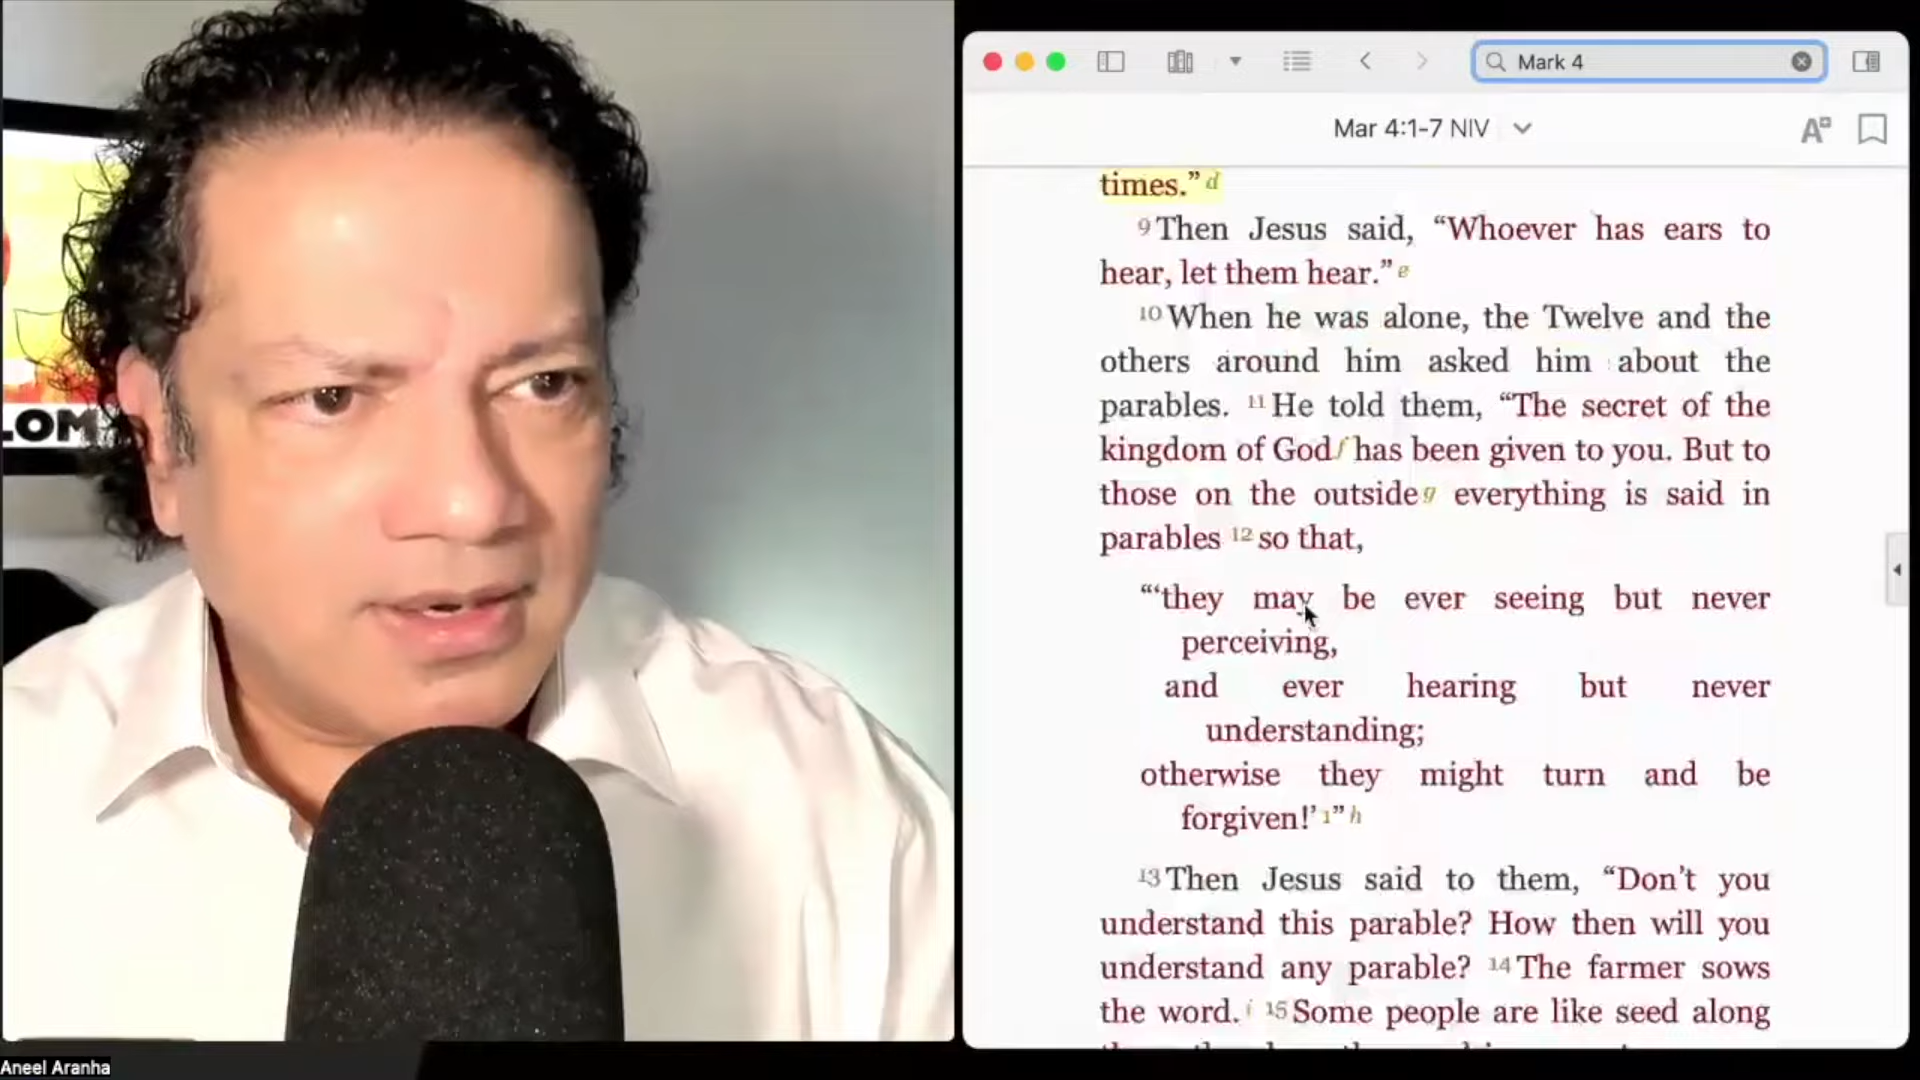 LOM
Aneel Aranha
Mark 4
Mar 4:1-7 NIV
A
times.” d
9 Then Jesus said, “Whoever has ears to
hear, let them hear.” e
10 When he was alone, the Twelve and the
others around him asked him about the
parables. 11 He told them, “The secret of the
kingdom of God f has been given to you. But to
those on the outside g everything is said in
parables 12 so that,
“‘they may be ever seeing but never
perceiving,
and ever hearing but never
understanding;
otherwise they might turn and be
forgiven!’ 1” h
13 Then Jesus said to them, “Don’t you
understand this parable? How then will you
understand any parable? 14 The farmer sows
the word. i 15 Some people are like seed along